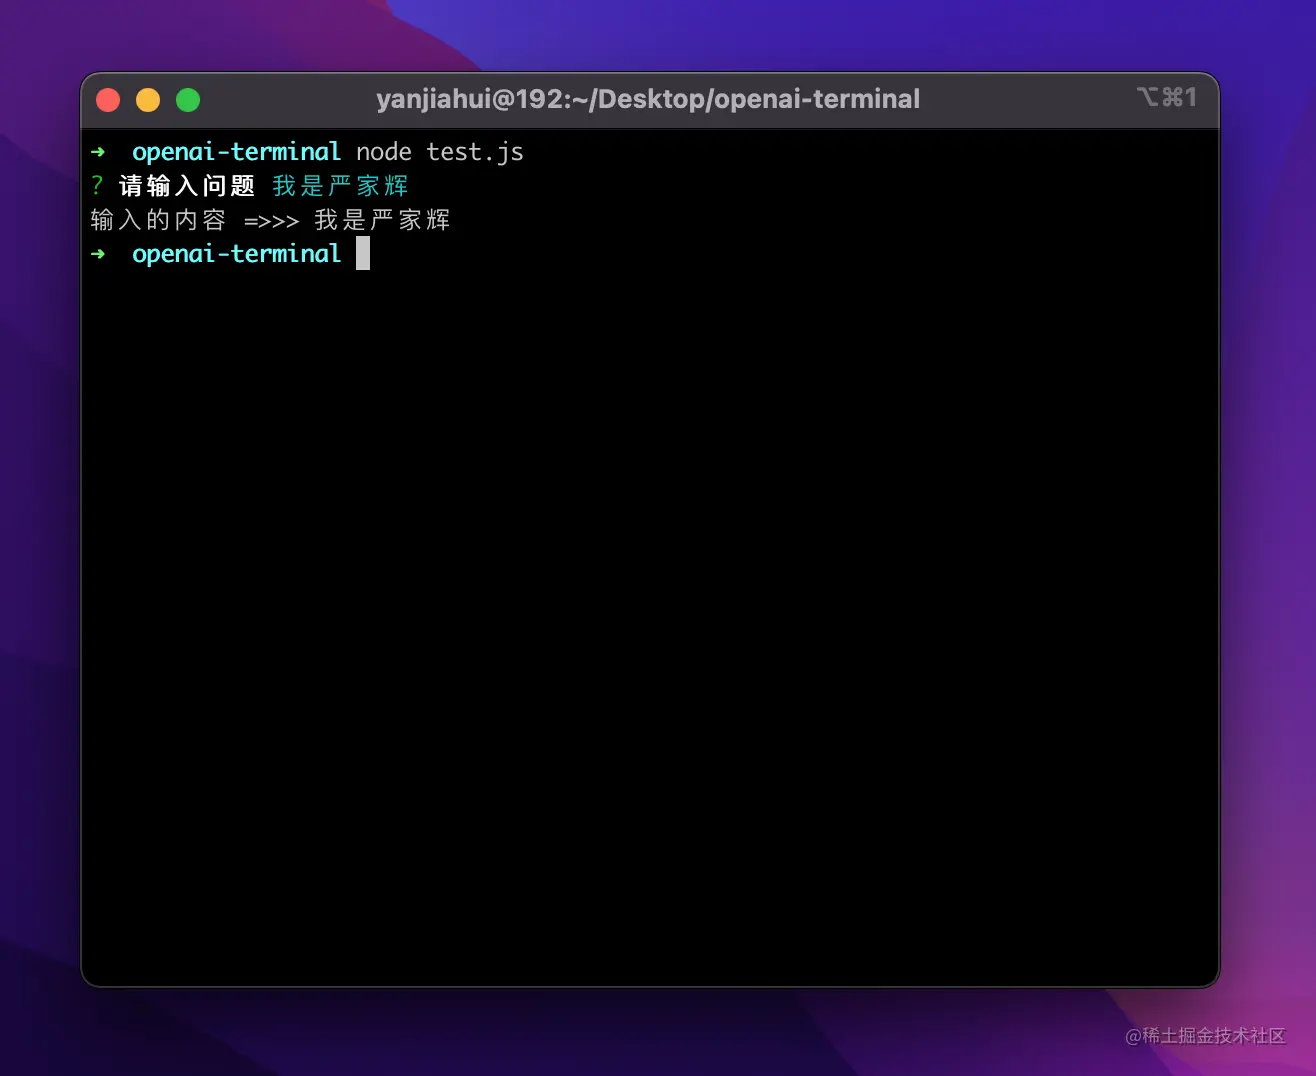 yanjiahui@192:~/Desktop/openai-terminal ⌥⌘1
➜ openai-terminal node test.js
? 请输入问题 我是严家辉
输入的内容 =>>> 我是严家辉
➜ openai-terminal
@稀土掘金技术社区